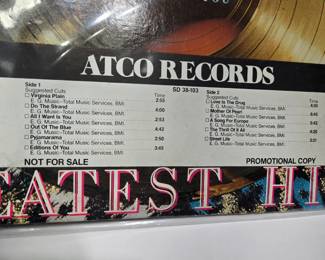 YOU
ATCO RECORDS
Side 1
SD 38-103
Side 2
Suggested Cuts Time
Suggested Cuts Time
Virginia Plain 2:55
E. G. Music—Total Music Services, BMI
Do The Strand 4:00
E. G. Music—Total Music Services, BMI
All I Want Is You 2:53
E. G. Music—Total Music Services, BMI
Out Of The Blue 4:42
E. G. Music—Total Music Services, BMI
Pyjamarama 2:50
E. G. Music—Total Music Services, BMI
Editions Of You 3:43
E. G. Music—Total Music Services, BMI
Love Is The Drug
E. G. Music—Total Music Services, BMI
Mother Of Pearl
E. G. Music—Total Music Services, BMI
A Song For Europe
E. G. Music—Total Music Services, BMI
The Thrill Of It All
E. G. Music—Total Music Services, BMI
Street Life
E. G. Music—Total Music Services, BMI
NOT FOR SALE
PROMOTIONAL COPY
EATEST HI